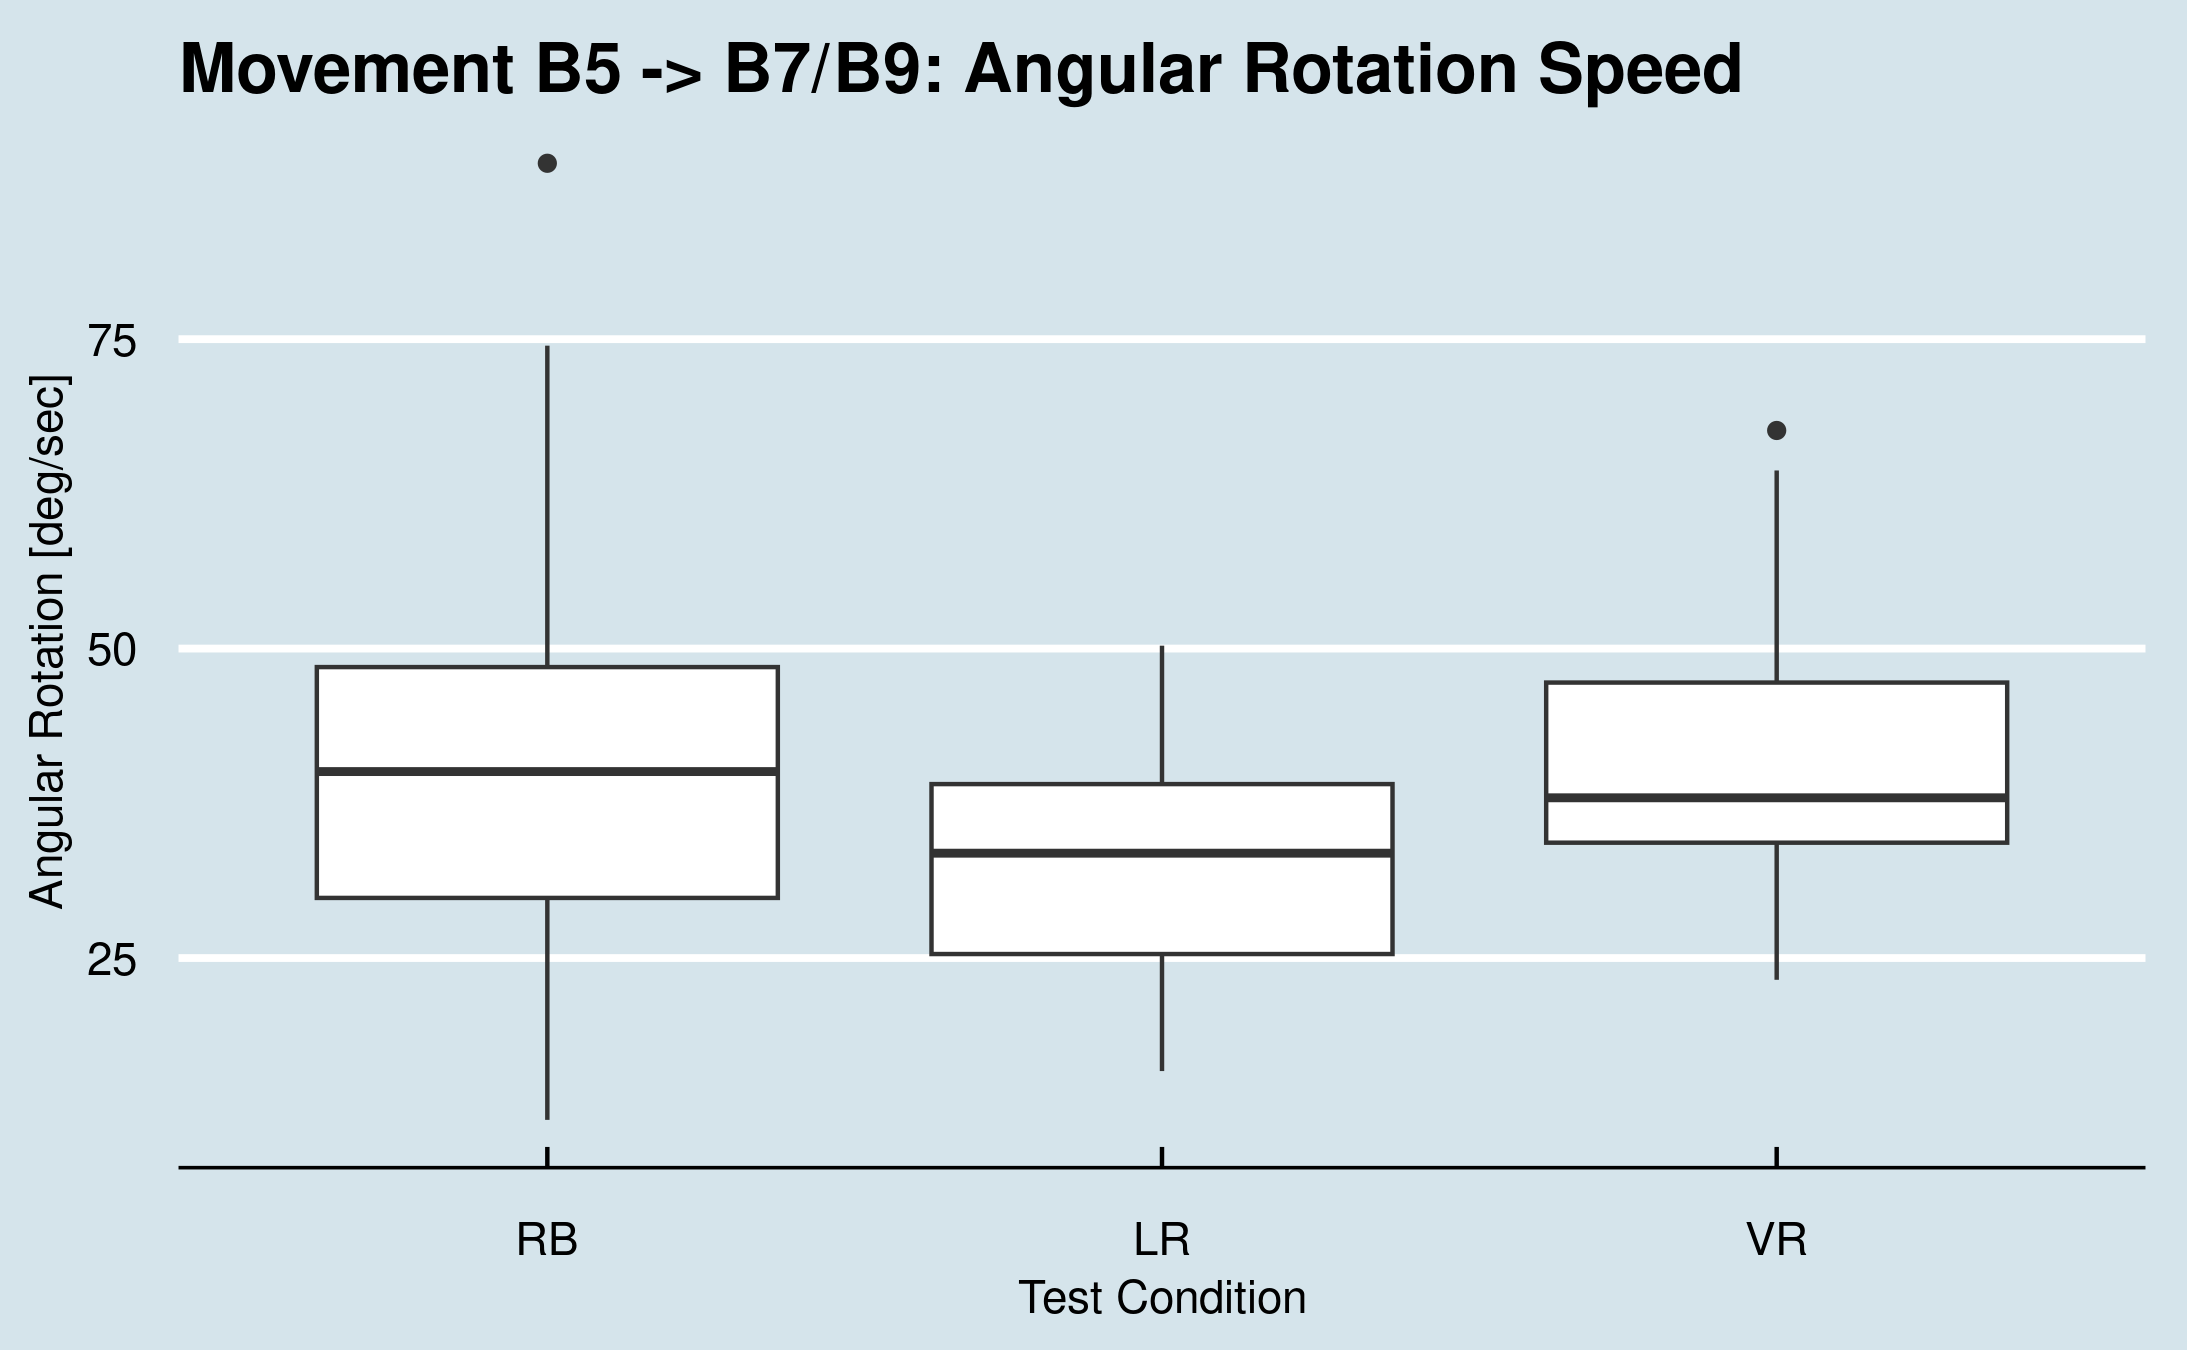 Movement B5 -> B7/B9: Angular Rotation Speed
Angular Rotation [deg/sec]
75
50
25
RB
LR
VR
Test Condition